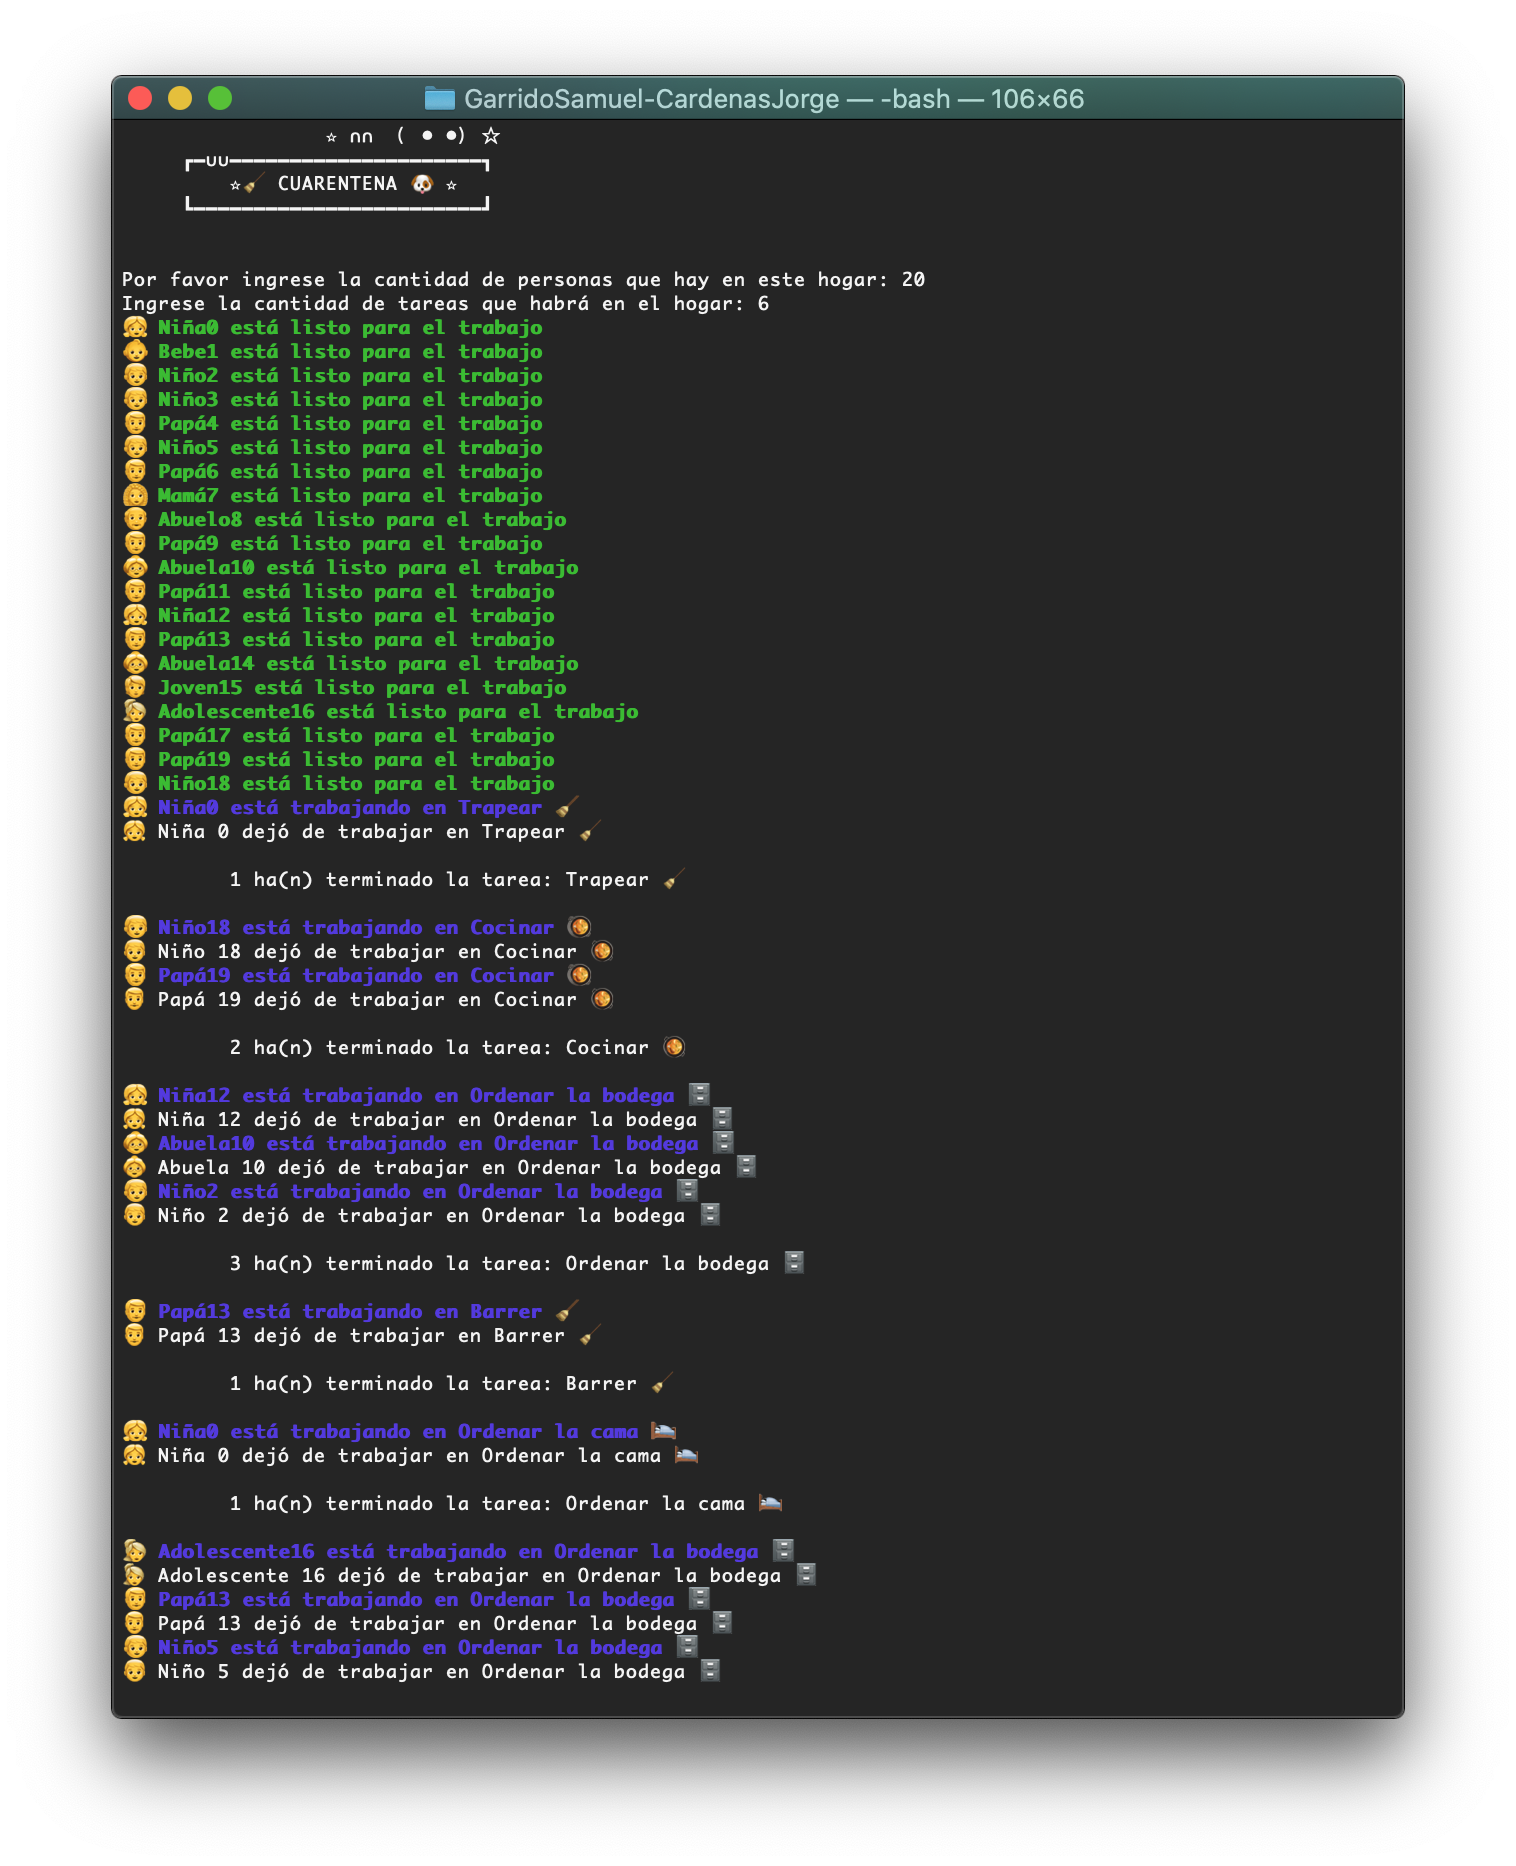 GarridoSamuel-CardenasJorge — -bash — 106×66
☆ ∩∩ ( • •) ☆
┏━∪∪━━━━━━━━━━━━━━━━━━━━━┓
☆🧹 CUARENTENA 🐶 ☆
┗━━━━━━━━━━━━━━━━━━━━━━━━┛
Por favor ingrese la cantidad de personas que hay en este hogar: 20
Ingrese la cantidad de tareas que habrá en el hogar: 6
👧 Niña0 está listo para el trabajo
👶 Bebe1 está listo para el trabajo
👦 Niño2 está listo para el trabajo
👦 Niño3 está listo para el trabajo
👨 Papá4 está listo para el trabajo
👦 Niño5 está listo para el trabajo
👨 Papá6 está listo para el trabajo
👩 Mamá7 está listo para el trabajo
👴 Abuelo8 está listo para el trabajo
👨 Papá9 está listo para el trabajo
👵 Abuela10 está listo para el trabajo
👨 Papá11 está listo para el trabajo
👧 Niña12 está listo para el trabajo
👨 Papá13 está listo para el trabajo
👵 Abuela14 está listo para el trabajo
🧒 Joven15 está listo para el trabajo
🙋 Adolescente16 está listo para el trabajo
👨 Papá17 está listo para el trabajo
👨 Papá19 está listo para el trabajo
👦 Niño18 está listo para el trabajo
👧 Niña0 está trabajando en Trapear 🧹
👧 Niña 0 dejó de trabajar en Trapear 🧹
1 ha(n) terminado la tarea: Trapear 🧹
👦 Niño18 está trabajando en Cocinar 🥘
👦 Niño 18 dejó de trabajar en Cocinar 🥘
👨 Papá19 está trabajando en Cocinar 🥘
👨 Papá 19 dejó de trabajar en Cocinar 🥘
2 ha(n) terminado la tarea: Cocinar 🥘
👧 Niña12 está trabajando en Ordenar la bodega 🗄
👧 Niña 12 dejó de trabajar en Ordenar la bodega 🗄
👵 Abuela10 está trabajando en Ordenar la bodega 🗄
👵 Abuela 10 dejó de trabajar en Ordenar la bodega 🗄
👦 Niño2 está trabajando en Ordenar la bodega 🗄
👦 Niño 2 dejó de trabajar en Ordenar la bodega 🗄
3 ha(n) terminado la tarea: Ordenar la bodega 🗄
👨 Papá13 está trabajando en Barrer 🧹
👨 Papá 13 dejó de trabajar en Barrer 🧹
1 ha(n) terminado la tarea: Barrer 🧹
👧 Niña0 está trabajando en Ordenar la cama 🛏
👧 Niña 0 dejó de trabajar en Ordenar la cama 🛏
1 ha(n) terminado la tarea: Ordenar la cama 🛏
🙋 Adolescente16 está trabajando en Ordenar la bodega 🗄
🙋 Adolescente 16 dejó de trabajar en Ordenar la bodega 🗄
👨 Papá13 está trabajando en Ordenar la bodega 🗄
👨 Papá 13 dejó de trabajar en Ordenar la bodega 🗄
👦 Niño5 está trabajando en Ordenar la bodega 🗄
👦 Niño 5 dejó de trabajar en Ordenar la bodega 🗄